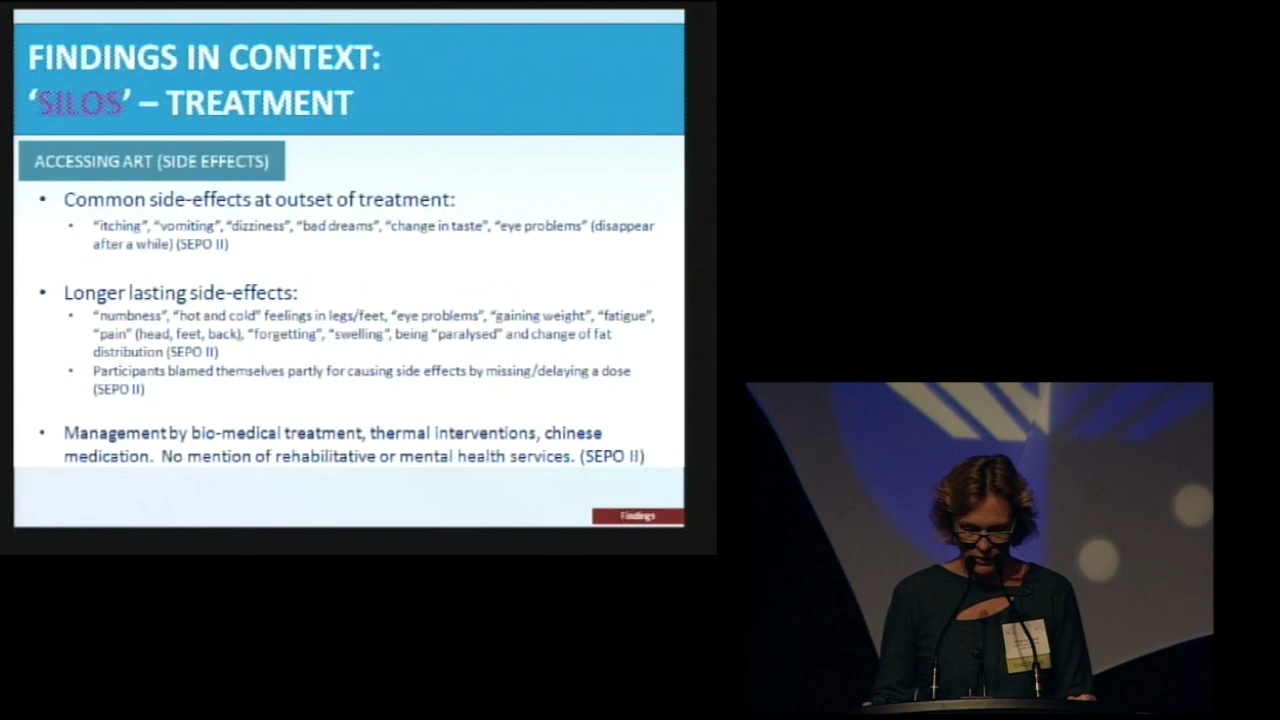 FINDINGS IN CONTEXT:
‘SILOS’ – TREATMENT
ACCESSING ART (SIDE EFFECTS)
• Common side-effects at outset of treatment:
• “itching”, “vomiting”, “dizziness”, “bad dreams”, “change in taste”, “eye problems” (disappear
after a while) (SEPO II)
• Longer lasting side-effects:
• “numbness”, “hot and cold” feelings in legs/feet, “eye problems”, “gaining weight”, “fatigue”,
“pain” (head, feet, back), “forgetting”, “swelling”, being “paralysed” and change of fat
distribution (SEPO II)
• Participants blamed themselves partly for causing side effects by missing/delaying a dose
(SEPO II)
• Management by bio-medical treatment, thermal interventions, chinese
medication. No mention of rehabilitative or mental health services. (SEPO II)
Findings